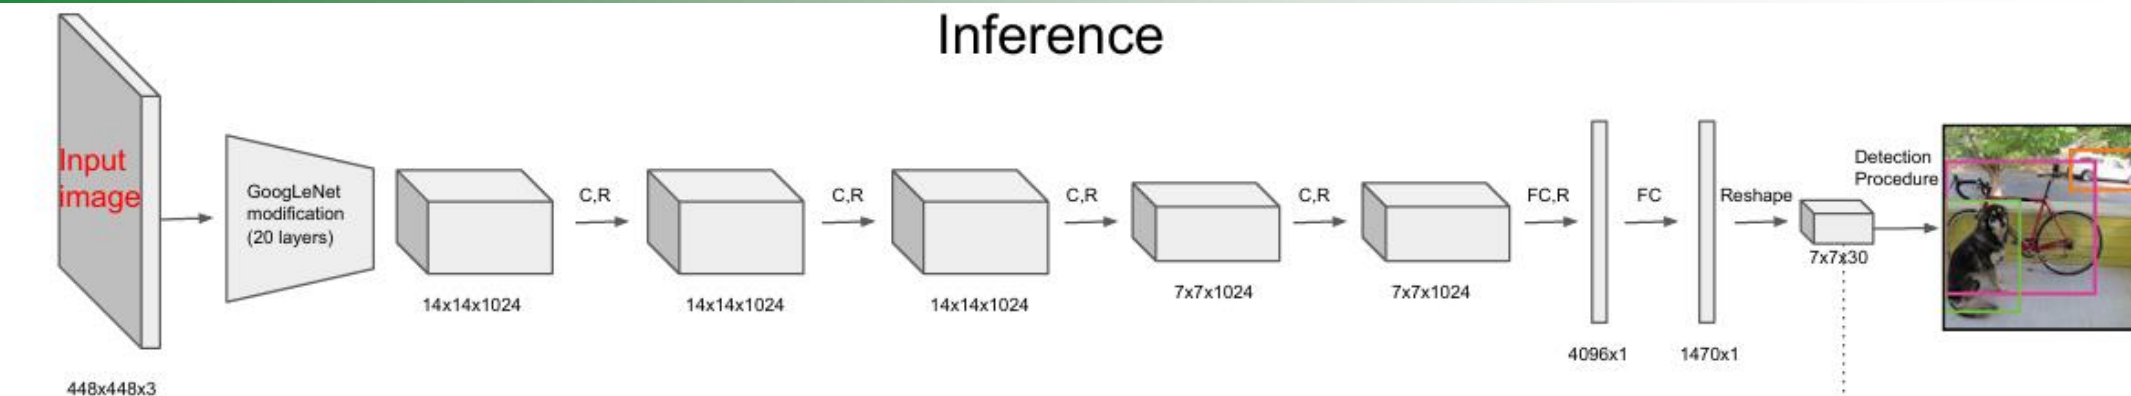 Inference
Input
image
448x448x3
GoogLeNet
modification
(20 layers)
14x14x1024
C,R
14x14x1024
C,R
14x14x1024
C,R
7x7x1024
C,R
7x7x1024
FC,R
4096x1
FC
1470x1
Reshape
7x7x30
Detection
Procedure